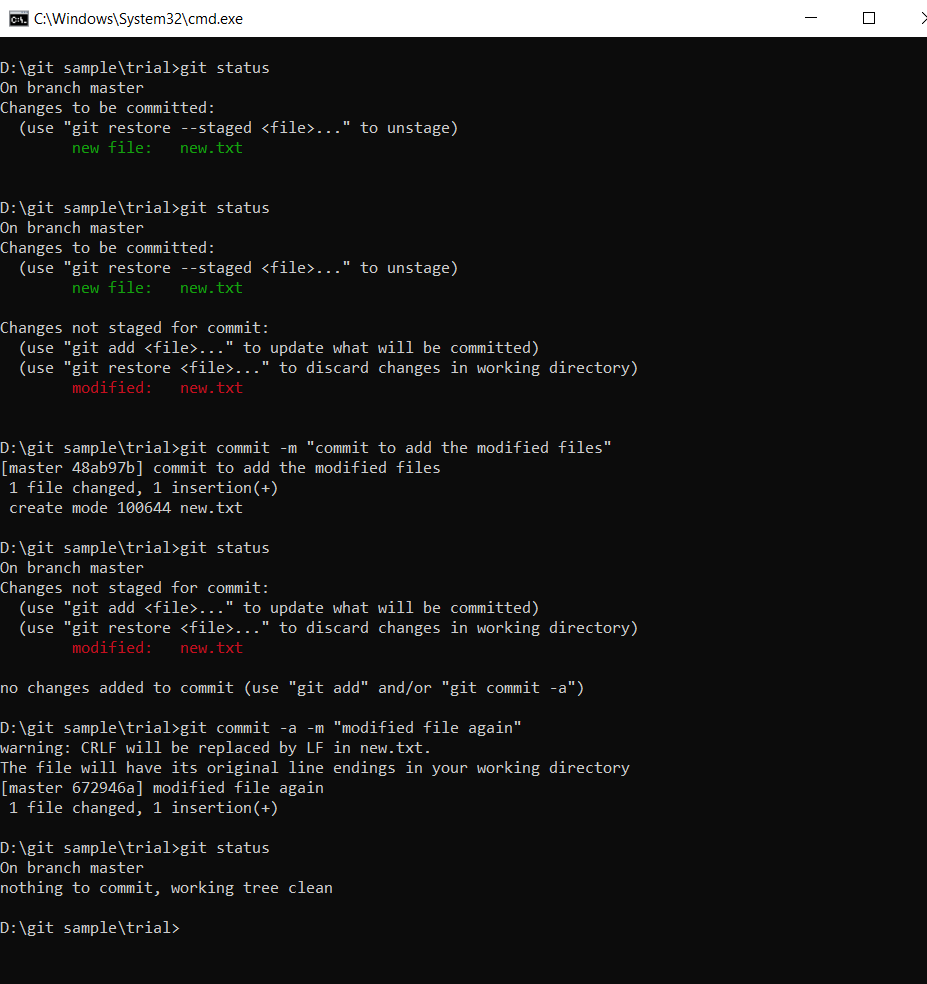 C:\Windows\System32\cmd.exe
D:\git sample\trial>git status
On branch master
Changes to be committed:
  (use "git restore --staged <file>..." to unstage)
        new file:   new.txt
D:\git sample\trial>git status
On branch master
Changes to be committed:
  (use "git restore --staged <file>..." to unstage)
        new file:   new.txt
Changes not staged for commit:
  (use "git add <file>..." to update what will be committed)
  (use "git restore <file>..." to discard changes in working directory)
        modified:   new.txt
D:\git sample\trial>git commit -m "commit to add the modified files"
[master 48ab97b] commit to add the modified files
 1 file changed, 1 insertion(+)
 create mode 100644 new.txt
D:\git sample\trial>git status
On branch master
Changes not staged for commit:
  (use "git add <file>..." to update what will be committed)
  (use "git restore <file>..." to discard changes in working directory)
        modified:   new.txt
no changes added to commit (use "git add" and/or "git commit -a")
D:\git sample\trial>git commit -a -m "modified file again"
warning: CRLF will be replaced by LF in new.txt.
The file will have its original line endings in your working directory
[master 672946a] modified file again
 1 file changed, 1 insertion(+)
D:\git sample\trial>git status
On branch master
nothing to commit, working tree clean
D:\git sample\trial>